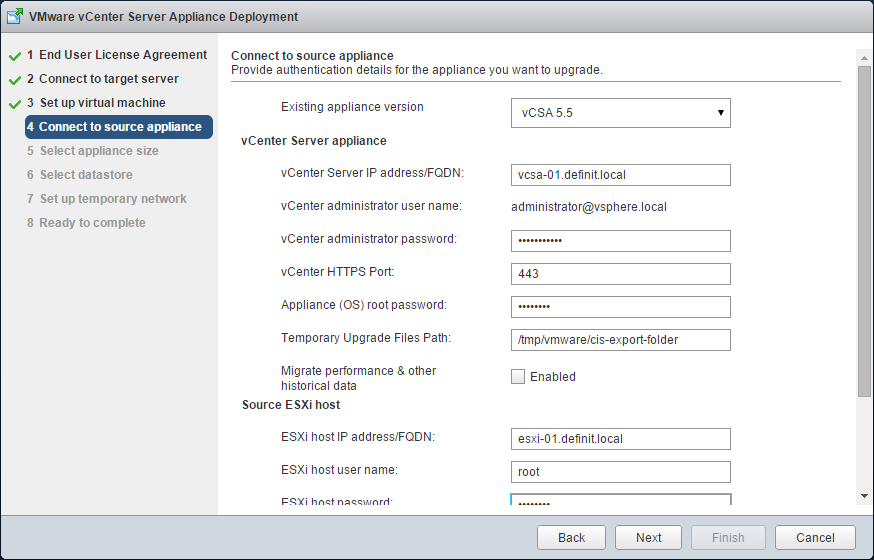 VMware vCenter Server Appliance Deployment
1 End User License Agreement
2 Connect to target server
3 Set up virtual machine
4 Connect to source appliance
5 Select appliance size
6 Select datastore
7 Set up temporary network
8 Ready to complete
Connect to source appliance
Provide authentication details for the appliance you want to upgrade.
Existing appliance version
vCSA 5.5
vCenter Server appliance
vCenter Server IP address/FQDN:
vcsa-01.definit.local
vCenter administrator user name:
administrator@vsphere.local
vCenter administrator password:
•••••••••••
vCenter HTTPS Port:
443
Appliance (OS) root password:
••••••••
Temporary Upgrade Files Path:
/tmp/vmware/cis-export-folder
Migrate performance & other
historical data
Enabled
Source ESXi host
ESXi host IP address/FQDN:
esxi-01.definit.local
ESXi host user name:
root
ESXi host password:
••••••••
Back
Next
Finish
Cancel